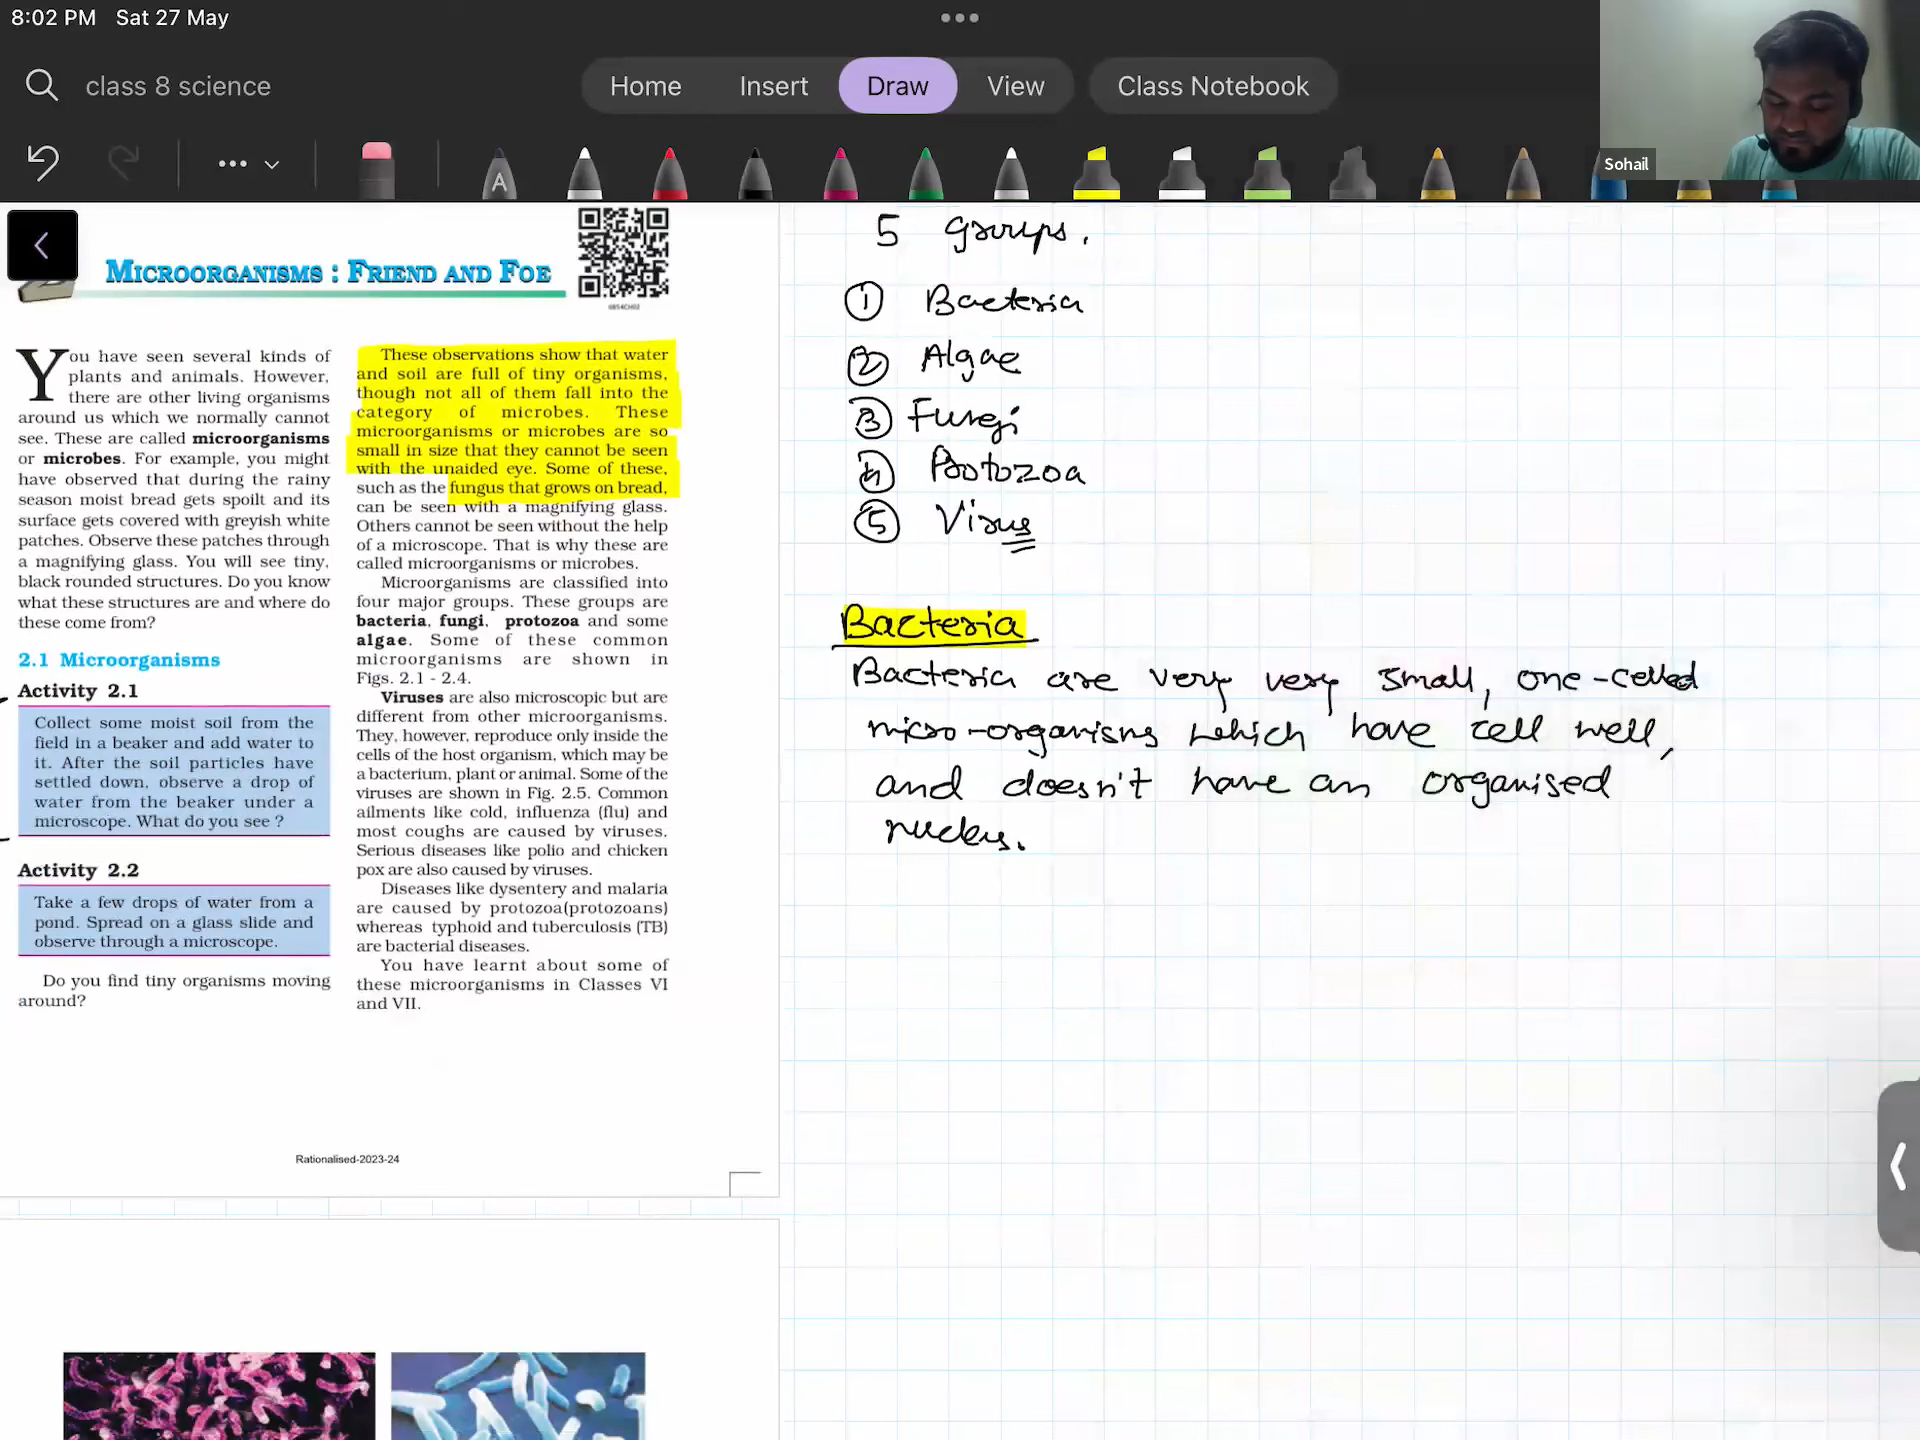 8:02 PM Sat 27 May
class 8 science
Home Insert Draw View Class Notebook
A
Sohail
MICROORGANISMS : FRIEND AND FOE
0854CH02
You have seen several kinds of
plants and animals. However,
there are other living organisms
around us which we normally cannot
see. These are called microorganisms
or microbes. For example, you might
have observed that during the rainy
season moist bread gets spoilt and its
surface gets covered with greyish white
patches. Observe these patches through
a magnifying glass. You will see tiny,
black rounded structures. Do you know
what these structures are and where do
these come from?
2.1 Microorganisms
Activity 2.1
Collect some moist soil from the
field in a beaker and add water to
it. After the soil particles have
settled down, observe a drop of
water from the beaker under a
microscope. What do you see ?
Activity 2.2
Take a few drops of water from a
pond. Spread on a glass slide and
observe through a microscope.
Do you find tiny organisms moving
around?
These observations show that water
and soil are full of tiny organisms,
though not all of them fall into the
category of microbes. These
microorganisms or microbes are so
small in size that they cannot be seen
with the unaided eye. Some of these,
such as the fungus that grows on bread,
can be seen with a magnifying glass.
Others cannot be seen without the help
of a microscope. That is why these are
called microorganisms or microbes.
Microorganisms are classified into
four major groups. These groups are
bacteria, fungi, protozoa and some
algae. Some of these common
microorganisms are shown in
Figs. 2.1 - 2.4.
Viruses are also microscopic but are
different from other microorganisms.
They, however, reproduce only inside the
cells of the host organism, which may be
a bacterium, plant or animal. Some of the
viruses are shown in Fig. 2.5. Common
ailments like cold, influenza (flu) and
most coughs are caused by viruses.
Serious diseases like polio and chicken
pox are also caused by viruses.
Diseases like dysentery and malaria
are caused by protozoa(protozoans)
whereas typhoid and tuberculosis (TB)
are bacterial diseases.
You have learnt about some of
these microorganisms in Classes VI
and VII.
Rationalised-2023-24
5 groups.
1 Bacteria
2 Algae
3 Fungi
4 Protozoa
5 Virus
Bacteria
Bacteria are very very small, one-celled
micro-organisms which have cell well,
and doesn't have an organised
nucleus.